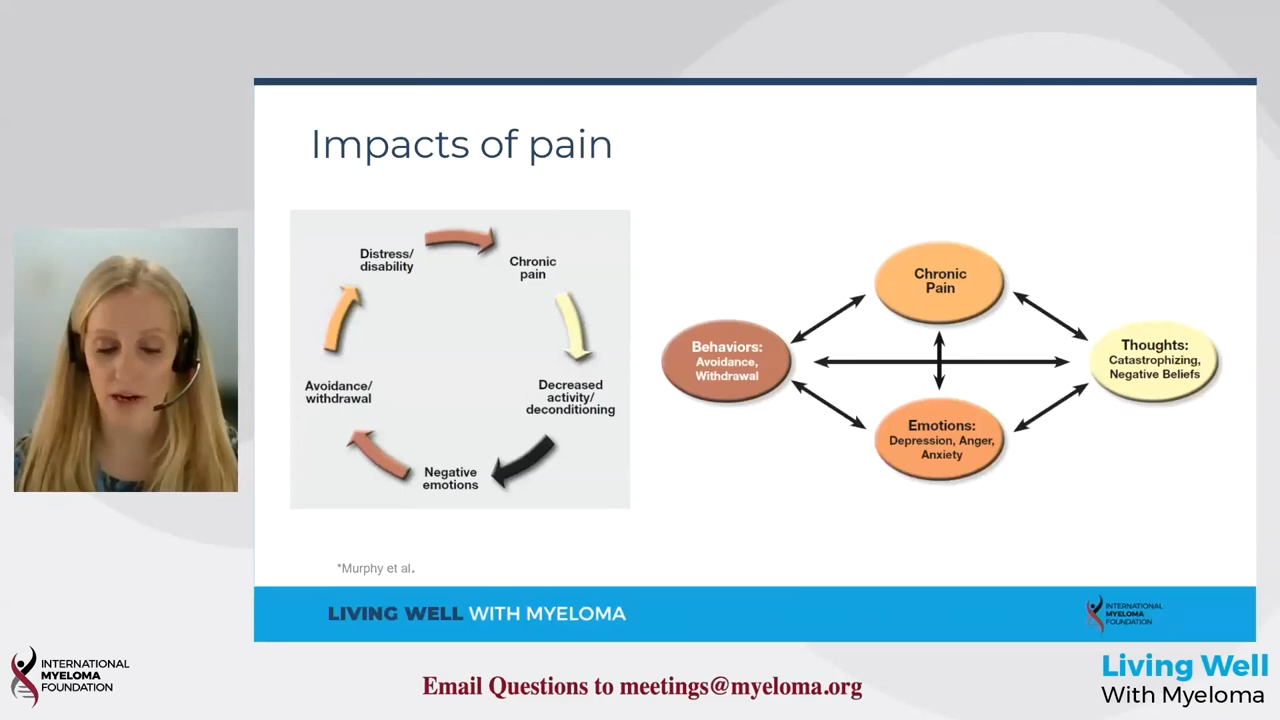 Impacts of pain
Distress/
disability
Chronic
pain
Decreased
activity/
deconditioning
Negative
emotions
Avoidance/
withdrawal
Chronic
Pain
Behaviors:
Avoidance,
Withdrawal
Thoughts:
Catastrophizing,
Negative Beliefs
Emotions:
Depression, Anger,
Anxiety
*Murphy et al.
LIVING WELL WITH MYELOMA
INTERNATIONAL
MYELOMA
FOUNDATION
INTERNATIONAL
MYELOMA
FOUNDATION
Email Questions to meetings@myeloma.org
Living Well
With Myeloma